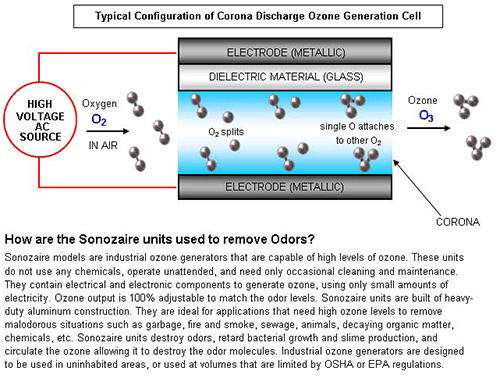 Typical Configuration of Corona Discharge Ozone Generation Cell
ELECTRODE (METALLIC)
DIELECTRIC MATERIAL (GLASS)
HIGH
VOLTAGE
AC
SOURCE
Oxygen
O2
IN AIR
O2 splits
single O attaches
to other O2
Ozone
O3
ELECTRODE (METALLIC)
CORONA
How are the Sonozaire units used to remove Odors?
Sonozaire models are industrial ozone generators that are capable of high levels of ozone. These units
do not use any chemicals, operate unattended, and need only occasional cleaning and maintenance.
They contain electrical and electronic components to generate ozone, using only small amounts of
electricity. Ozone output is 100% adjustable to match the odor levels. Sonozaire units are built of heavy-
duty aluminum construction. They are ideal for applications that need high ozone levels to remove
malodorous situations such as garbage, fire and smoke, sewage, animals, decaying organic matter,
chemicals, etc. Sonozaire units destroy odors, retard bacterial growth and slime production, and
circulate the ozone allowing it to destroy the odor molecules. Industrial ozone generators are designed
to be used in uninhabited areas, or used at volumes that are limited by OSHA or EPA regulations.